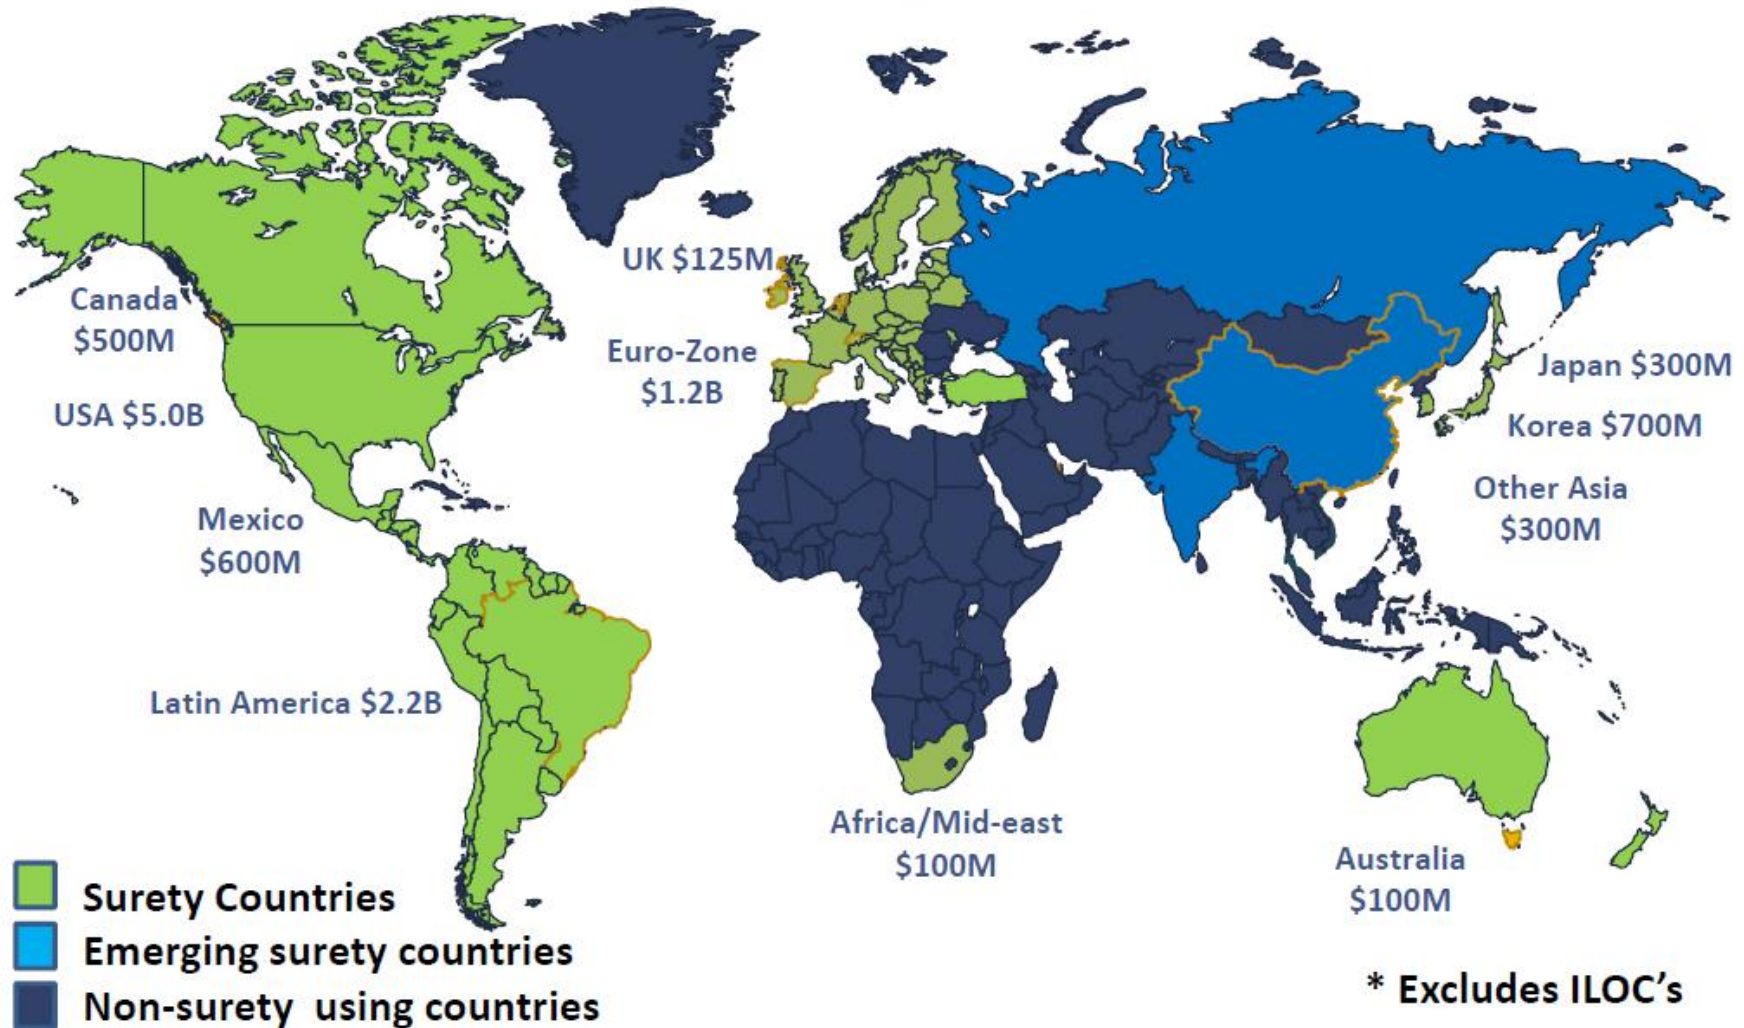 UK $125M
Canada
$500M
Euro-Zone
$1.2B
Japan $300M
USA $5.0B
Korea $700M
Other Asia
$300M
Mexico
$600M
Latin America $2.2B
Africa/Mid-east
$100M
Australia
$100M
Surety Countries
Emerging surety countries
Non-surety using countries
* Excludes ILOC's